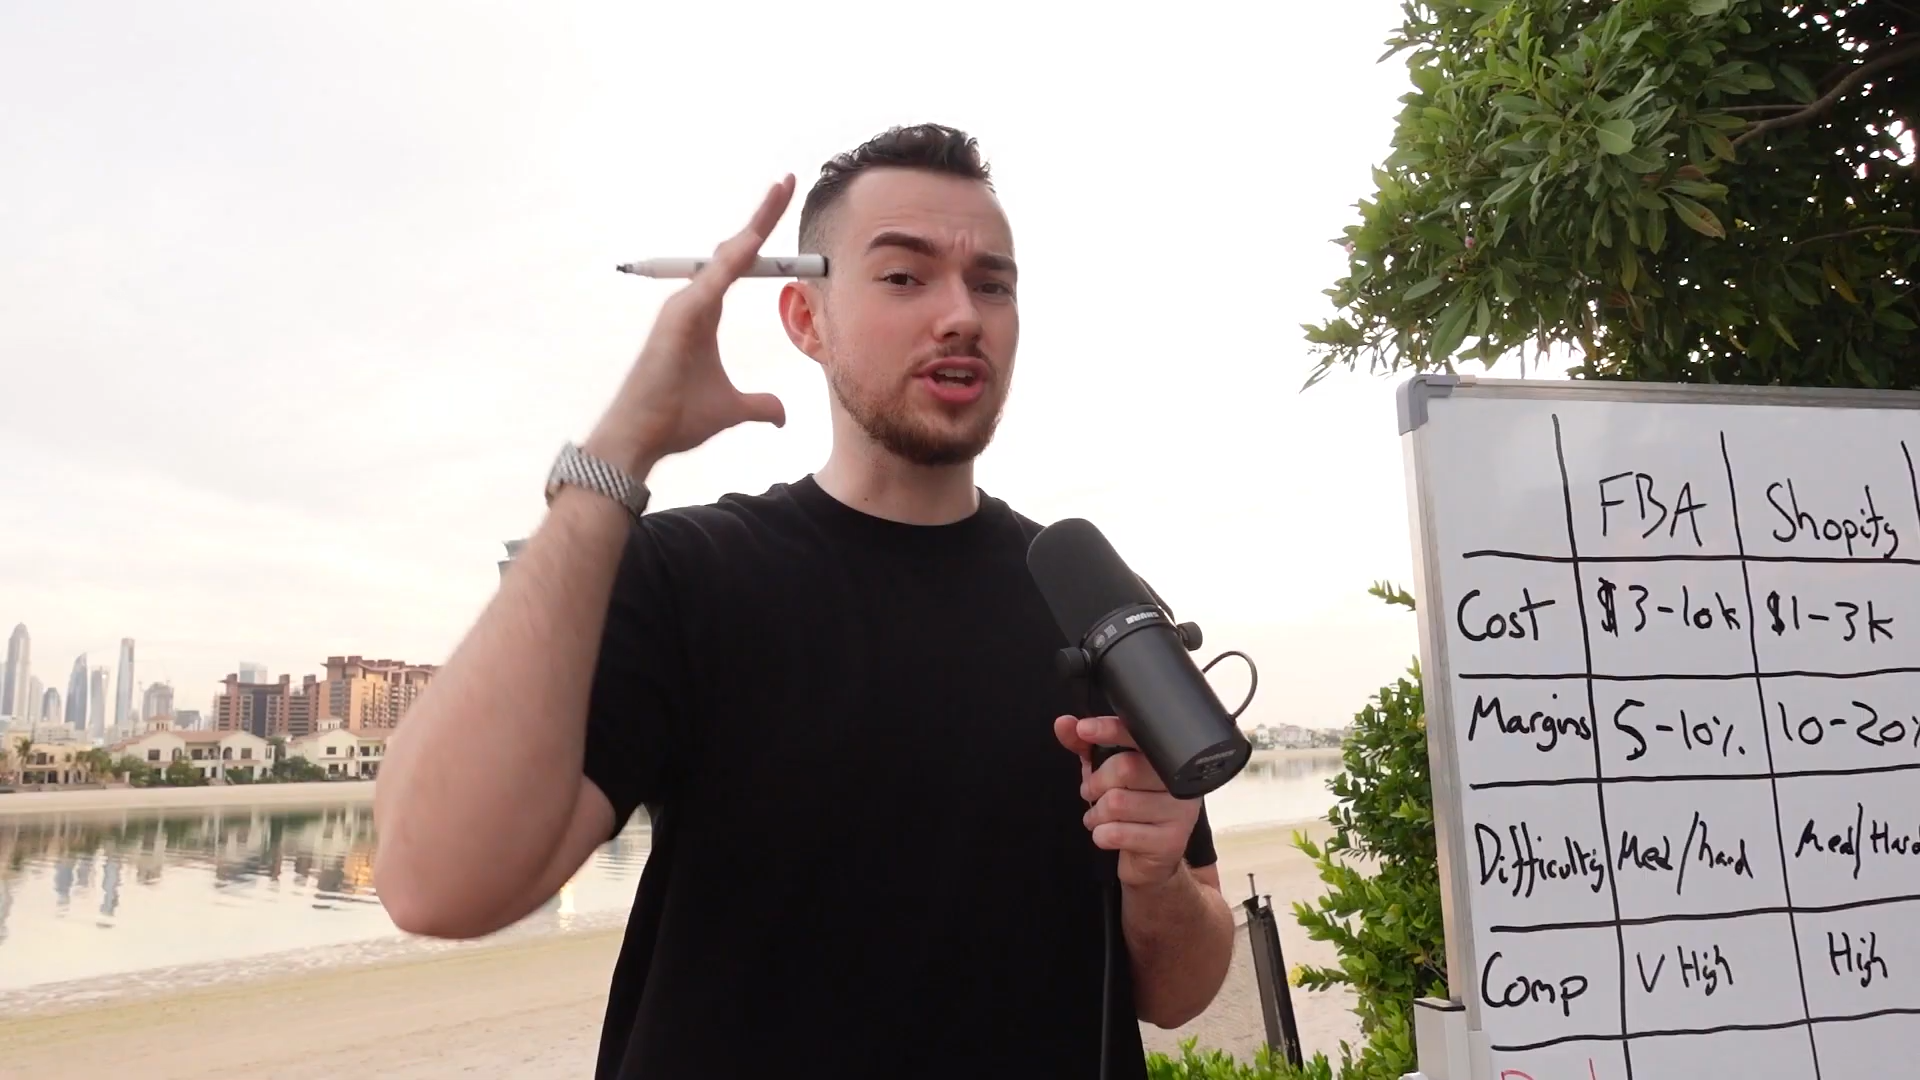 FBA Shopify
Cost $3-10k $1-3k
Margins 5-10% 10-20%
Difficulty Med/hard Med/Hard
Comp V High High
SHURE